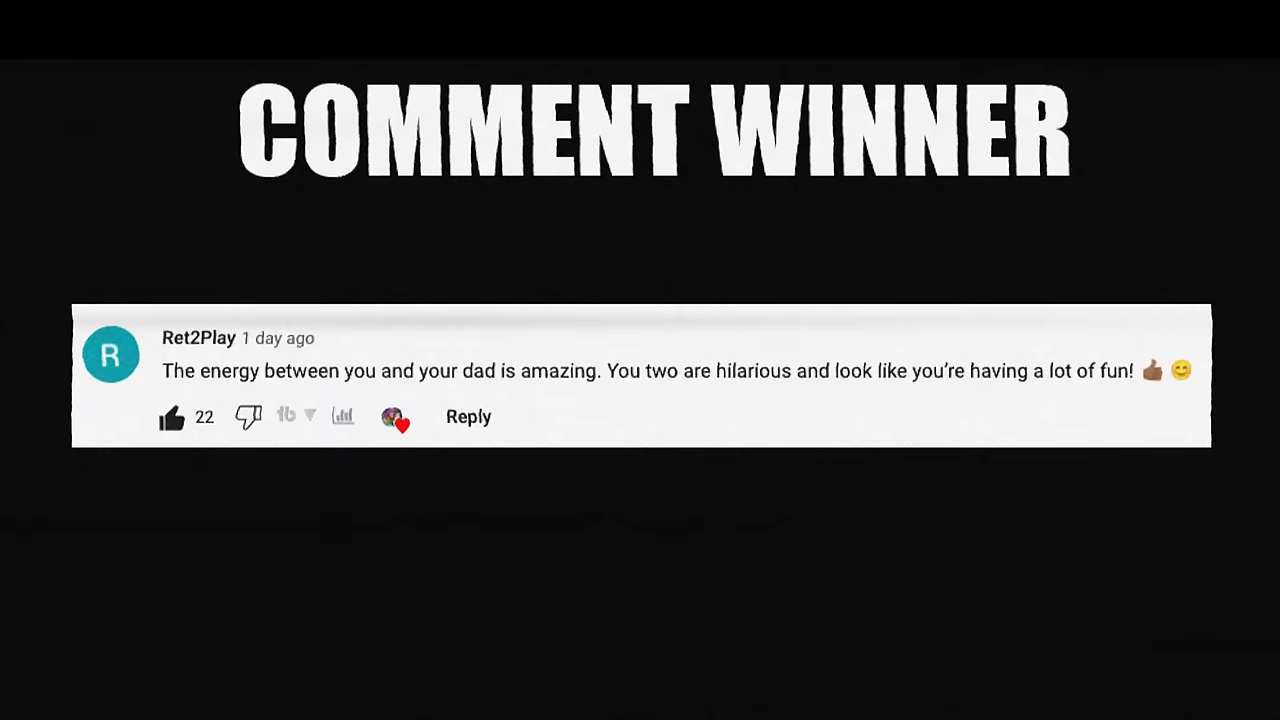 COMMENT WINNER
R
Ret2Play 1 day ago
The energy between you and your dad is amazing. You two are hilarious and look like you're having a lot of fun! 👍🏾 😊
22 Reply